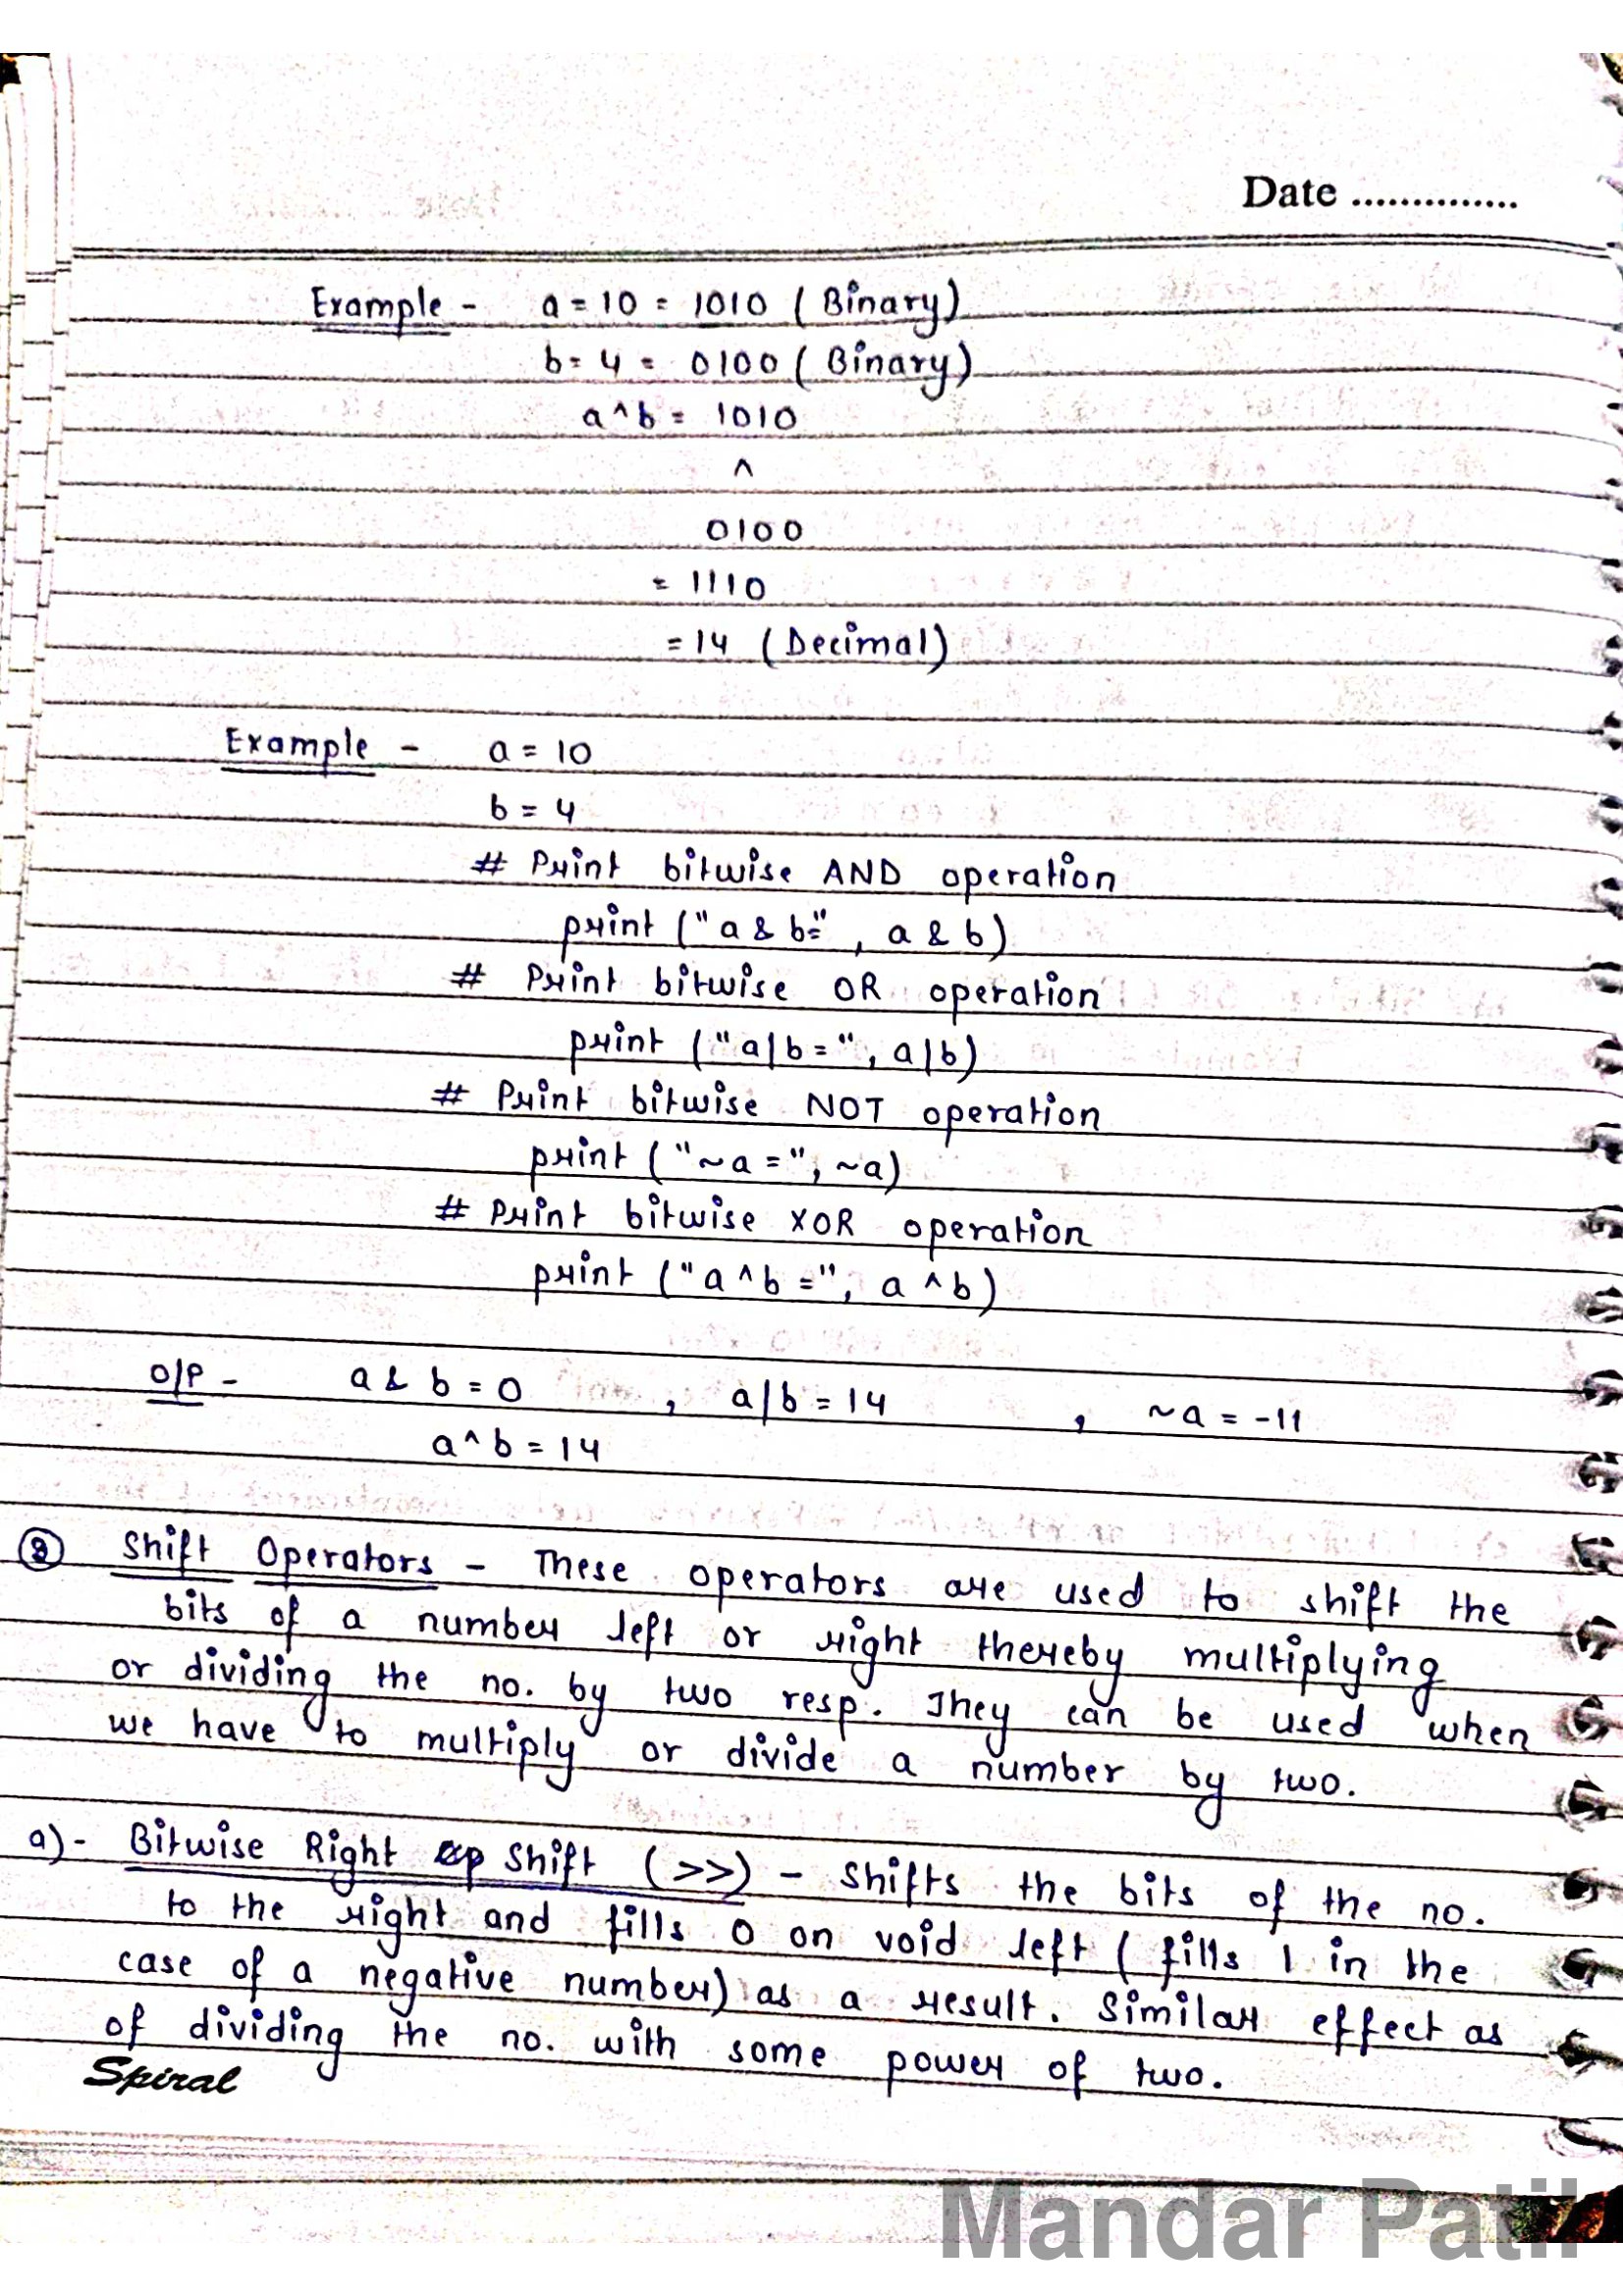 Date ..............
Example - a = 10 = 1010 ( Binary )
b = 4 = 0100 ( Binary )
a ^ b = 1010
^
0100
= 1110
= 14 ( Decimal )
Example - a = 10
b = 4
# Print bitwise AND operation
print (" a & b=" , a & b )
# Print bitwise OR operation
print (" a | b = ", a | b )
# Print bitwise NOT operation
print ( "~a = ", ~a )
# Print bitwise XOR operation
print (" a ^ b = ", a ^ b )
O/P - a & b = 0 , a | b = 14 , ~a = -11
a ^ b = 14
② Shift Operators - These operators are used to shift the
bits of a number left or right thereby multiplying
or dividing the no. by two resp. They can be used when
we have to multiply or divide a number by two.
a) - Bitwise Right Shift ( >> ) - Shifts the bits of the no.
to the right and fills 0 on void left ( fills 1 in the
case of a negative number) as a result. Similar effect as
of dividing the no. with some power of two.
Spiral
Mandar Patil